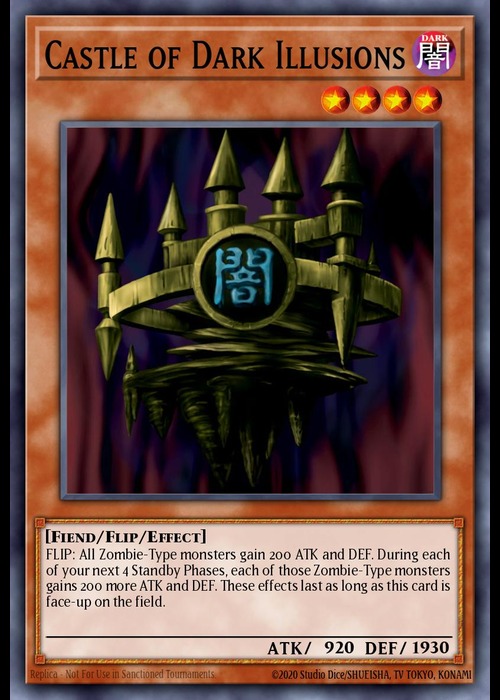 Castle of Dark Illusions
DARK
闇
闇
[Fiend/Flip/Effect]
FLIP: All Zombie-Type monsters gain 200 ATK and DEF. During each
of your next 4 Standby Phases, each of those Zombie-Type monsters
gains 200 more ATK and DEF. These effects last as long as this card is
face-up on the field.
ATK/ 920 DEF/ 1930
Replica - Not For Use in Sanctioned Tournaments
©2020 Studio Dice/SHUEISHA, TV TOKYO, KONAMI